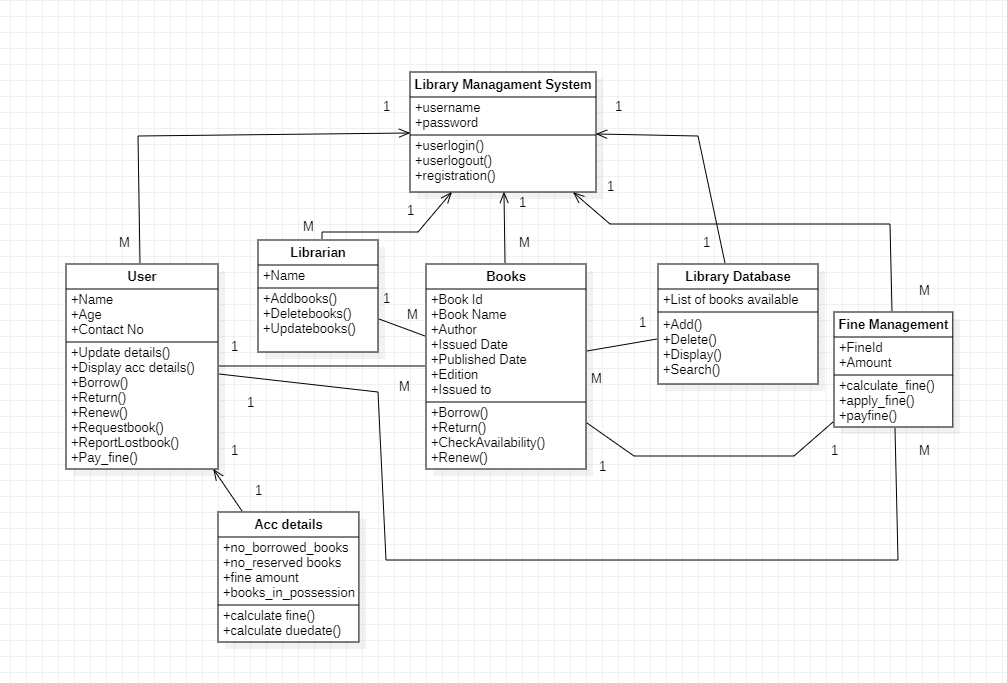 Library Managament System
+username
+password
+userlogin()
+userlogout()
+registration()
1
1
1
1
1
M
M
M
1
M
User
+Name
+Age
+Contact No
+Update details()
+Display acc details()
+Borrow()
+Return()
+Renew()
+Requestbook()
+ReportLostbook()
+Pay_fine()
Librarian
+Name
+Addbooks()
+Deletebooks()
+Updatebooks()
Books
+Book Id
+Book Name
+Author
+Issued Date
+Published Date
+Edition
+Issued to
+Borrow()
+Return()
+CheckAvailability()
+Renew()
Library Database
+List of books available
+Add()
+Delete()
+Display()
+Search()
Fine Management
+FineId
+Amount
+calculate_fine()
+apply_fine()
+payfine()
1
M
1
1
M
M
1
1
1
M
1
1
Acc details
+no_borrowed_books
+no_reserved books
+fine amount
+books_in_possession
+calculate fine()
+calculate duedate()